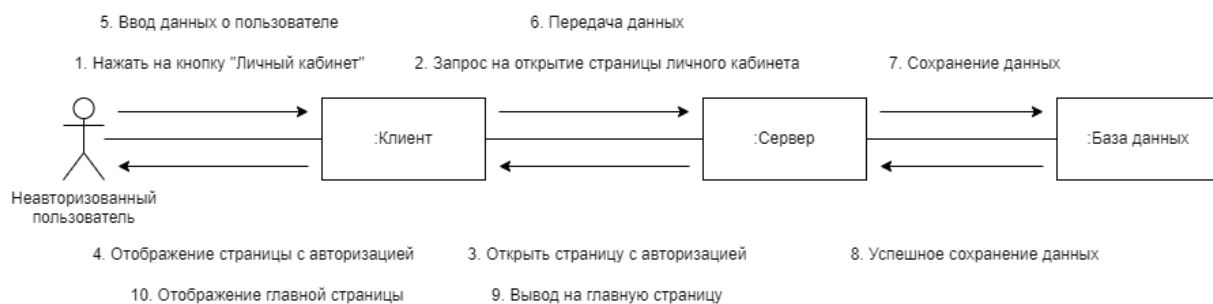 5. Ввод данных о пользователе
6. Передача данных
1. Нажать на кнопку "Личный кабинет"
2. Запрос на открытие страницы личного кабинета
7. Сохранение данных
:Клиент
:Сервер
:База данных
Неавторизованный
пользователь
4. Отображение страницы с авторизацией
3. Открыть страницу с авторизацией
8. Успешное сохранение данных
10. Отображение главной страницы
9. Вывод на главную страницу